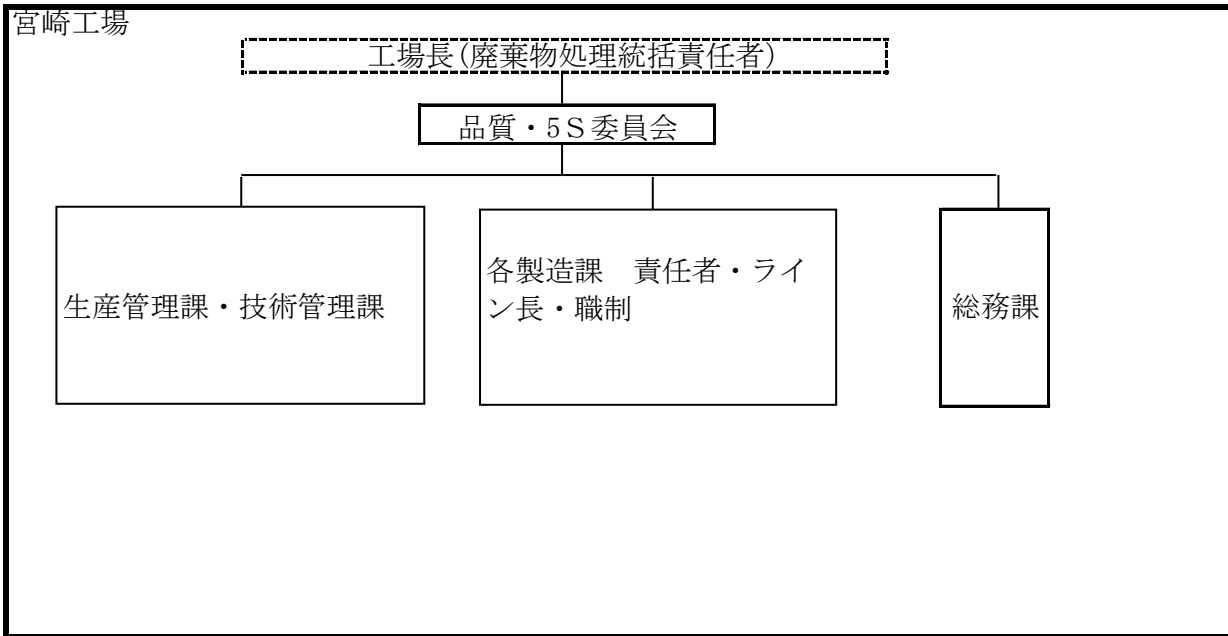 宮崎工場
工場長(廃棄物処理統括責任者)
品質・5S委員会
生産管理課・技術管理課
各製造課　責任者・ライ
ン長・職制
総務課